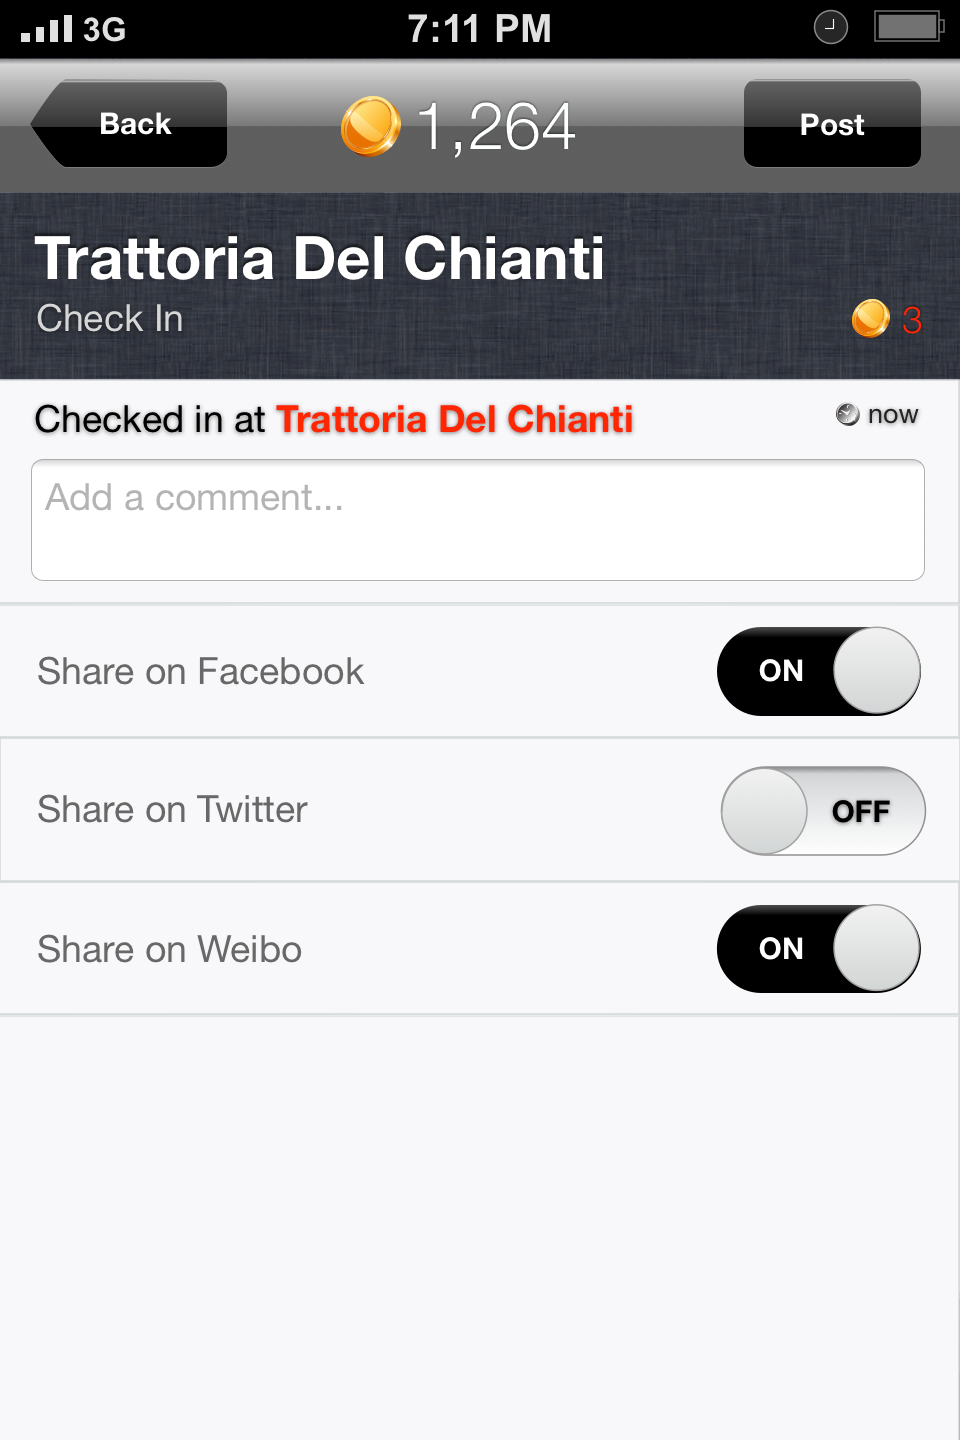 3G 7:11 PM
Back 1,264 Post
Trattoria Del Chianti
Check In 3
Checked in at Trattoria Del Chianti now
Add a comment...
Share on Facebook ON
Share on Twitter OFF
Share on Weibo ON